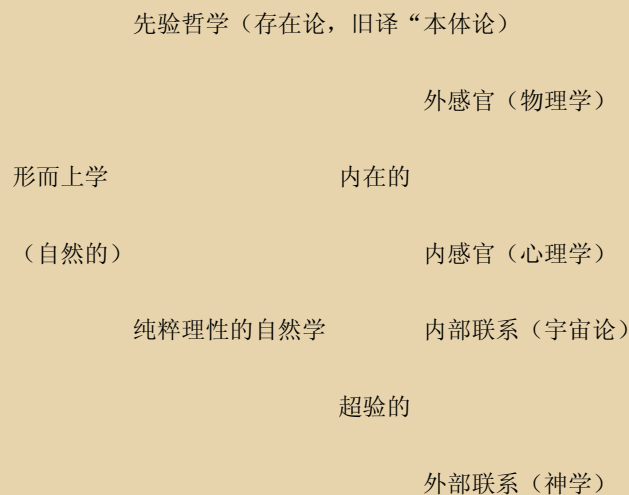 先验哲学（存在论，旧译“本体论）
外感官（物理学）
形而上学 内在的
（自然的） 内感官（心理学）
纯粹理性的自然学 内部联系（宇宙论）
超验的
外部联系（神学）